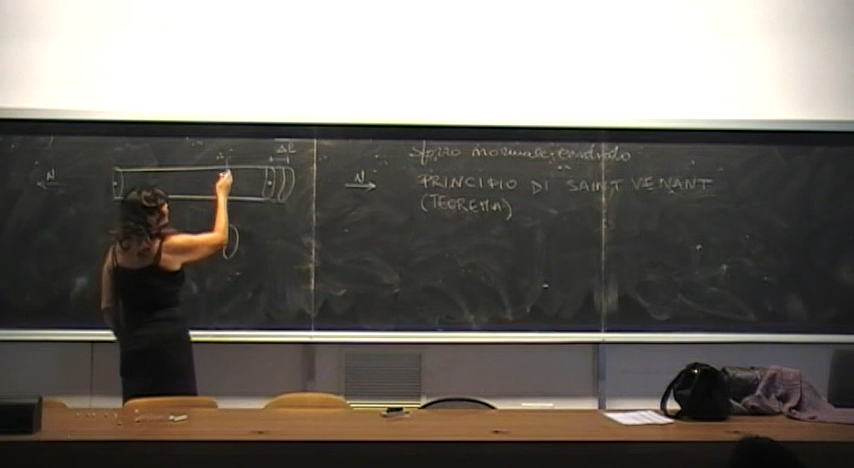 Δl
N
N
sforzo normale centrato
PRINCIPIO DI SAINT VENANT
(TEOREMA)